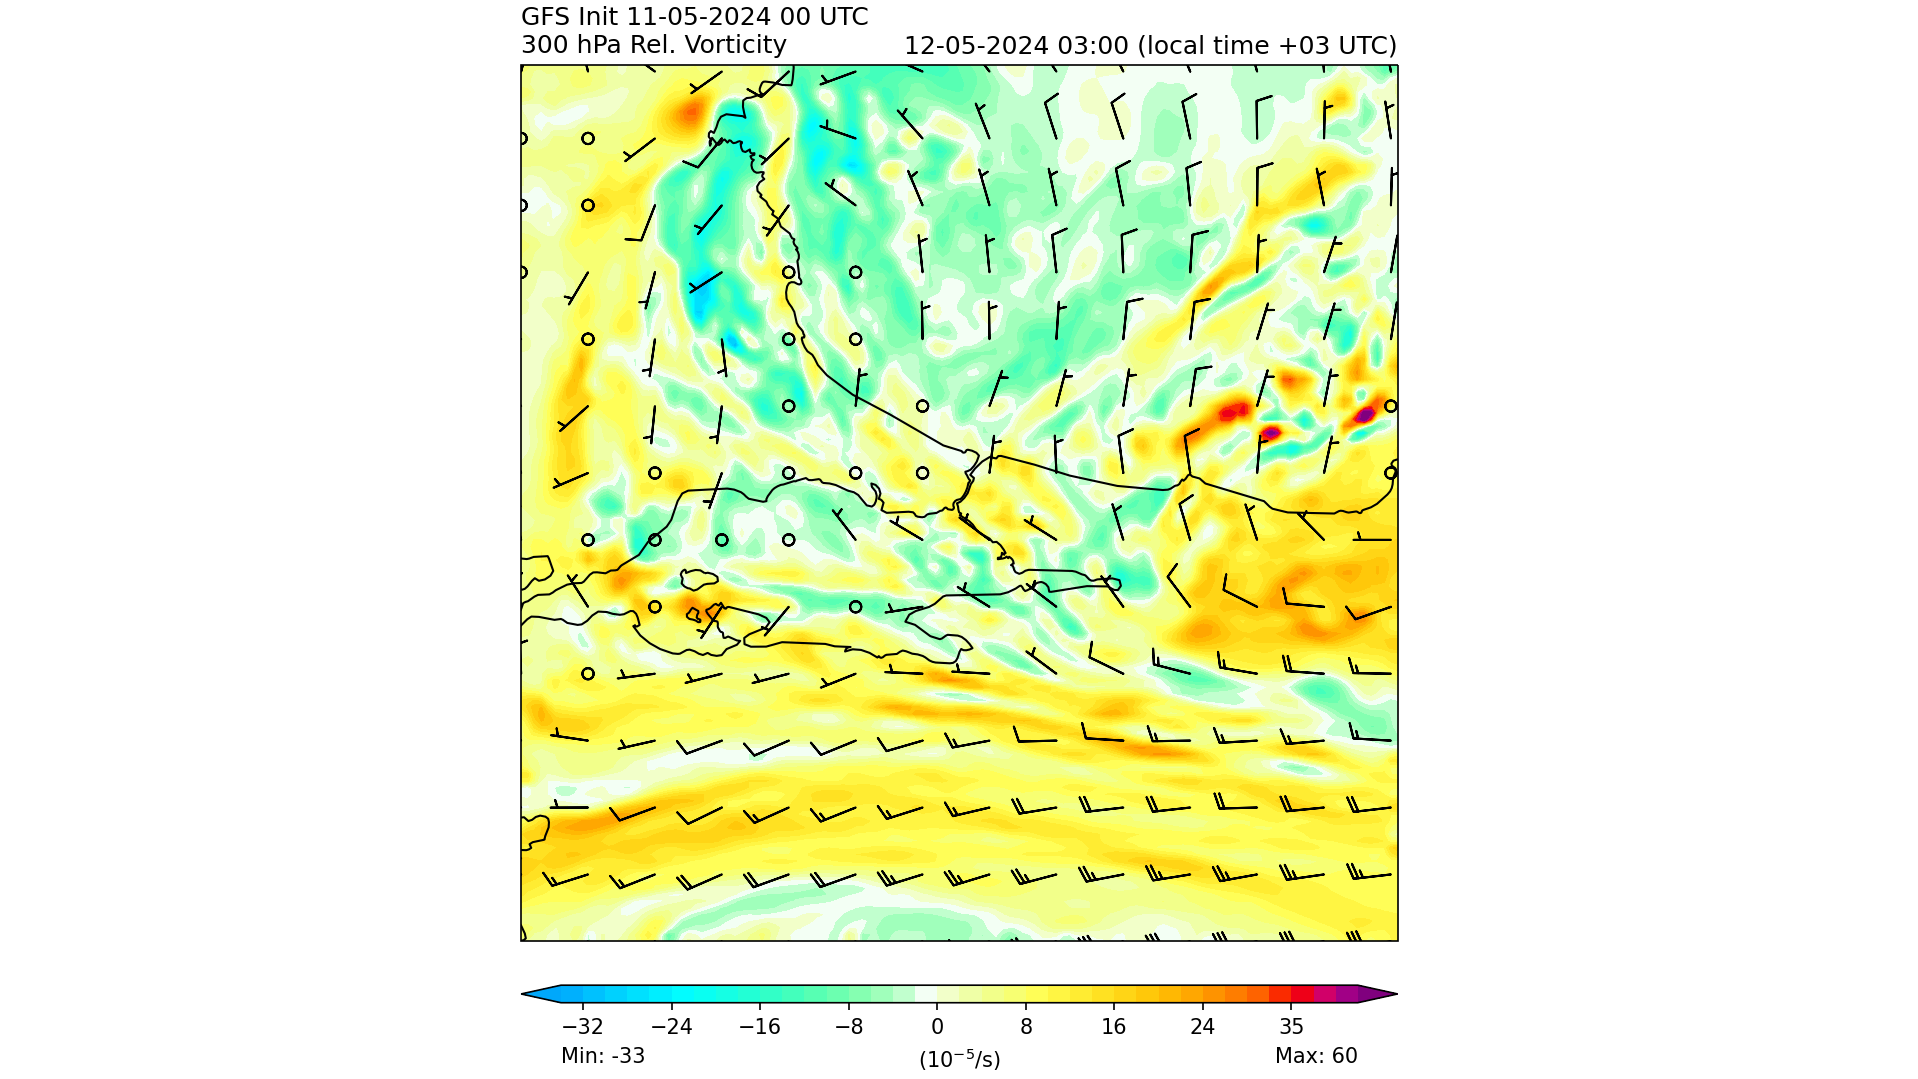 GFS Init 11-05-2024 00 UTC
300 hPa Rel. Vorticity
12-05-2024 03:00 (local time +03 UTC)
−32 −24 −16 −8 0 8 16 24 35
Min: -33
(10⁻⁵/s)
Max: 60